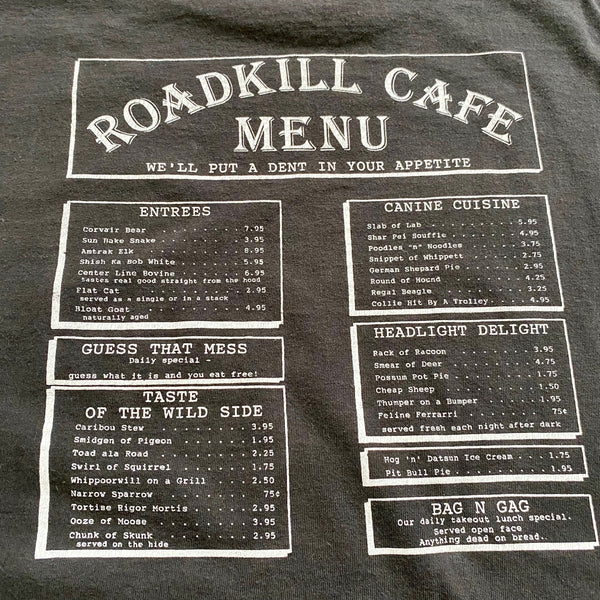 ROADKILL CAFE
MENU
WE'LL PUT A DENT IN YOUR APPETITE
ENTREES
Corvair Bear . . . . . . . . . . 7.95
Sun Bake Snake . . . . . . . . . 3.95
Amtrak Elk . . . . . . . . . . . 8.95
Shish Ka Bob White . . . . . . . 5.95
Center Line Bovine . . . . . . . 6.95
tastes real good straight from the hood
Flat Cat . . . . . . . . . . . . 2.95
served as a single or in a stack
Bloat Goat . . . . . . . . . . . 4.95
naturally aged
GUESS THAT MESS
Daily special -
guess what it is and you eat free!
TASTE
OF THE WILD SIDE
Caribou Stew . . . . . . . . . . 3.95
Smidgen of Pigeon . . . . . . . 1.95
Toad ala Road . . . . . . . . . 2.25
Swirl of Squirrel . . . . . . . 1.75
Whippoorwill on a Grill . . . . 2.50
Narrow Sparrow . . . . . . . . . 75¢
Tortise Rigor Mortis . . . . . . 2.95
Ooze of Moose . . . . . . . . . 3.95
Chunk of Skunk . . . . . . . . . 2.95
served on the hide
CANINE CUISINE
Slab of Lab . . . . . . . . . . 5.95
Shar Pei Souffle . . . . . . . . 4.95
Poodles "n" Noodles . . . . . . 3.75
Snippet of Whippett . . . . . . 2.75
German Shepard Pie . . . . . . . 2.95
Round of Hound . . . . . . . . . 4.25
Regal Beagle . . . . . . . . . . 3.25
Collie Hit By A Trolley . . . . 4.95
HEADLIGHT DELIGHT
Rack of Racoon . . . . . . . . . 3.95
Smear of Deer . . . . . . . . . 4.75
Possum Pot Pie . . . . . . . . . 1.75
Cheap Sheep . . . . . . . . . . 1.50
Thumper on a Bumper . . . . . . 1.95
Feline Ferrarri . . . . . . . . 75¢
served fresh each night after dark
Hog 'n' Datsun Ice Cream . . . 1.75
Pit Bull Pie . . . . . . . . . . 1.95
BAG N GAG
Our daily takeout lunch special.
Served open face
Anything dead on bread.